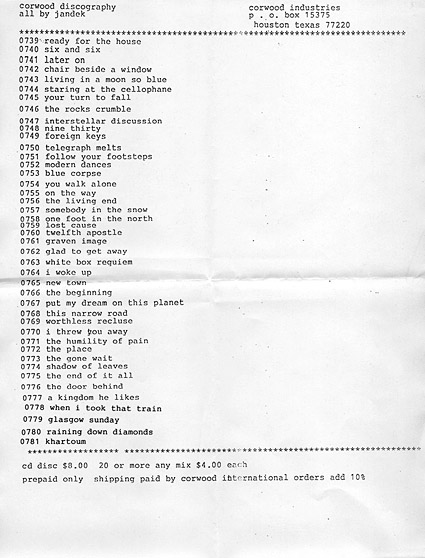 corwood discography
all by jandek
corwood industries
p . o. box 15375
houston texas 77220
************************************************************************
0739 ready for the house
0740 six and six
0741 later on
0742 chair beside a window
0743 living in a moon so blue
0744 staring at the cellophane
0745 your turn to fall
0746 the rocks crumble
0747 interstellar discussion
0748 nine thirty
0749 foreign keys
0750 telegraph melts
0751 follow your footsteps
0752 modern dances
0753 blue corpse
0754 you walk alone
0755 on the way
0756 the living end
0757 somebody in the snow
0758 one foot in the north
0759 lost cause
0760 twelfth apostle
0761 graven image
0762 glad to get away
0763 white box requiem
0764 i woke up
0765 new town
0766 the beginning
0767 put my dream on this planet
0768 this narrow road
0769 worthless recluse
0770 i threw you away
0771 the humility of pain
0772 the place
0773 the gone wait
0774 shadow of leaves
0775 the end of it all
0776 the door behind
0777 a kingdom he likes
0778 when i took that train
0779 glasgow sunday
0780 raining down diamonds
0781 khartoum
****************** **********************************************************
cd disc $8.00 20 or more any mix $4.00 each
prepaid only shipping paid by corwood international orders add 10%